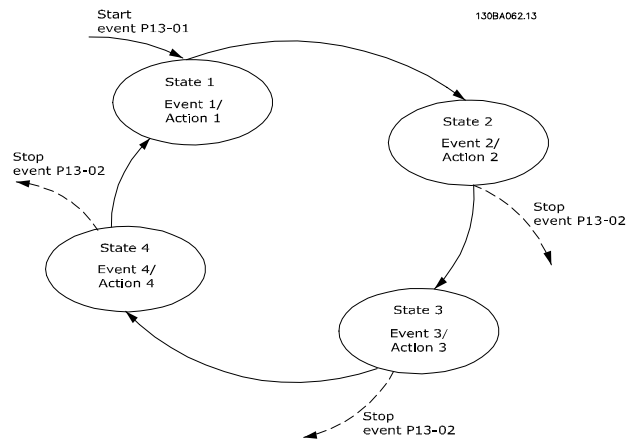 Start
event P13-01
130BA062.13
State 1
Event 1/
Action 1
State 2
Event 2/
Action 2
Stop
event P13-02
Stop
event P13-02
State 4
Event 4/
Action 4
State 3
Event 3/
Action 3
Stop
event P13-02